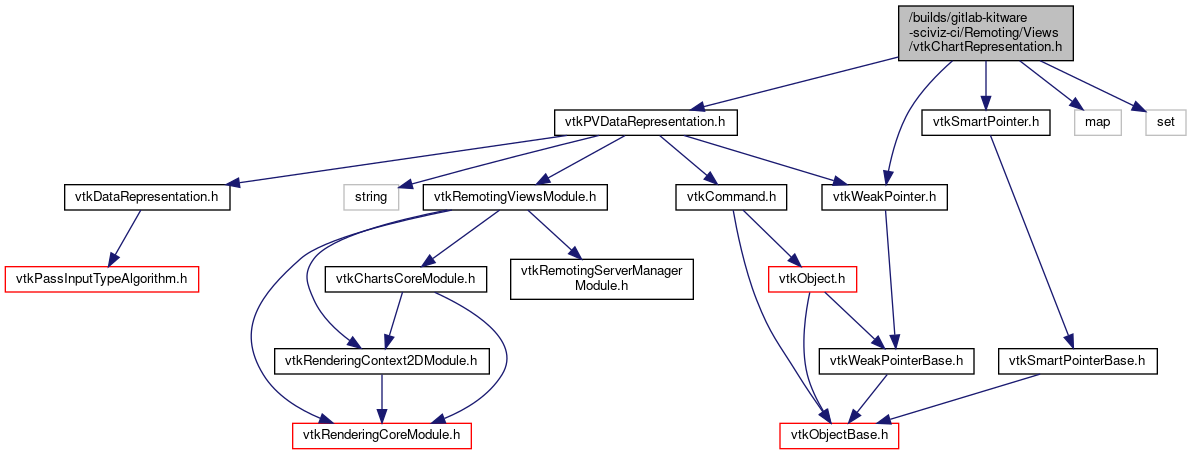 /builds/gitlab-kitware
-sciviz-ci/Remoting/Views
/vtkChartRepresentation.h
vtkPVDataRepresentation.h
vtkSmartPointer.h
map
set
vtkDataRepresentation.h
string
vtkRemotingViewsModule.h
vtkCommand.h
vtkWeakPointer.h
vtkPassInputTypeAlgorithm.h
vtkChartsCoreModule.h
vtkRemotingServerManager
Module.h
vtkObject.h
vtkRenderingContext2DModule.h
vtkWeakPointerBase.h
vtkSmartPointerBase.h
vtkRenderingCoreModule.h
vtkObjectBase.h